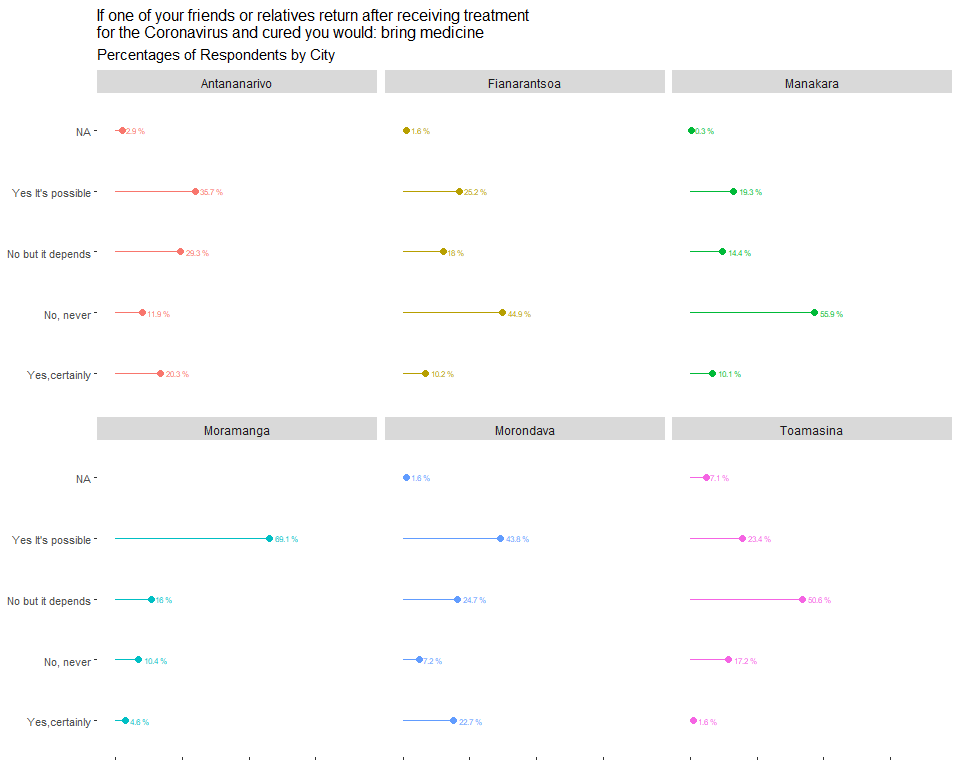 If one of your friends or relatives return after receiving treatment
for the Coronavirus and cured you would: bring medicine
Percentages of Respondents by City
Antananarivo
Fianarantsoa
Manakara
NA
2.9 %
1.6 %
0.3 %
Yes It's possible
35.7 %
25.2 %
19.3 %
No but it depends
29.3 %
18 %
14.4 %
No, never
11.9 %
44.9 %
55.9 %
Yes,certainly
20.3 %
10.2 %
10.1 %
Moramanga
Morondava
Toamasina
NA
1.6 %
7.1 %
Yes It's possible
69.1 %
43.8 %
23.4 %
No but it depends
16 %
24.7 %
50.6 %
No, never
10.4 %
7.2 %
17.2 %
Yes,certainly
4.6 %
22.7 %
1.6 %